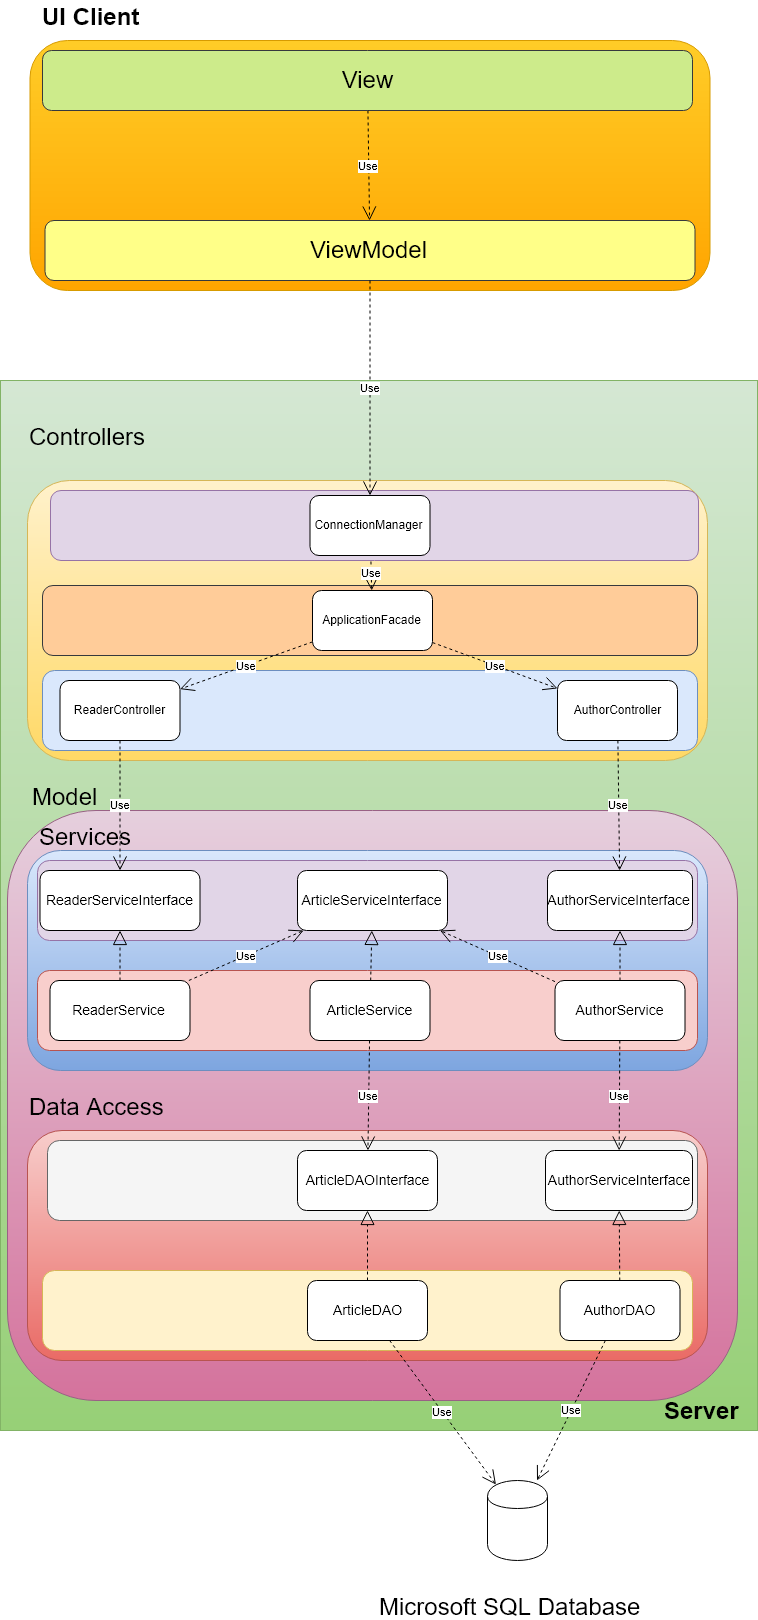 UI Client
View
Use
ViewModel
Use
Controllers
ConnectionManager
Use
ApplicationFacade
Use
Use
ReaderController
AuthorController
Model
Use
Use
Services
ReaderServiceInterface
ArticleServiceInterface
AuthorServiceInterface
Use
Use
ReaderService
ArticleService
AuthorService
Use
Use
Data Access
ArticleDAOInterface
AuthorServiceInterface
ArticleDAO
AuthorDAO
Use
Use
Server
Microsoft SQL Database